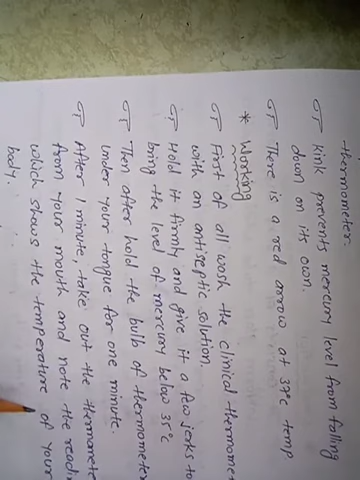 thermometer.
kink prevents mercury level from falling
down on its own.
There is a red arrow at 37°c temp
* Working
First of all wash the clinical thermome
with an antiseptic solution.
Hold it firmly and give it a few jerks to
bring the level of mercury below 35°c
Then after hold the bulb of thermometer
under your tongue for one minute.
After 1 minute, take out the thermomete
from your mouth and note the readi
which shows the temperature of your
body.